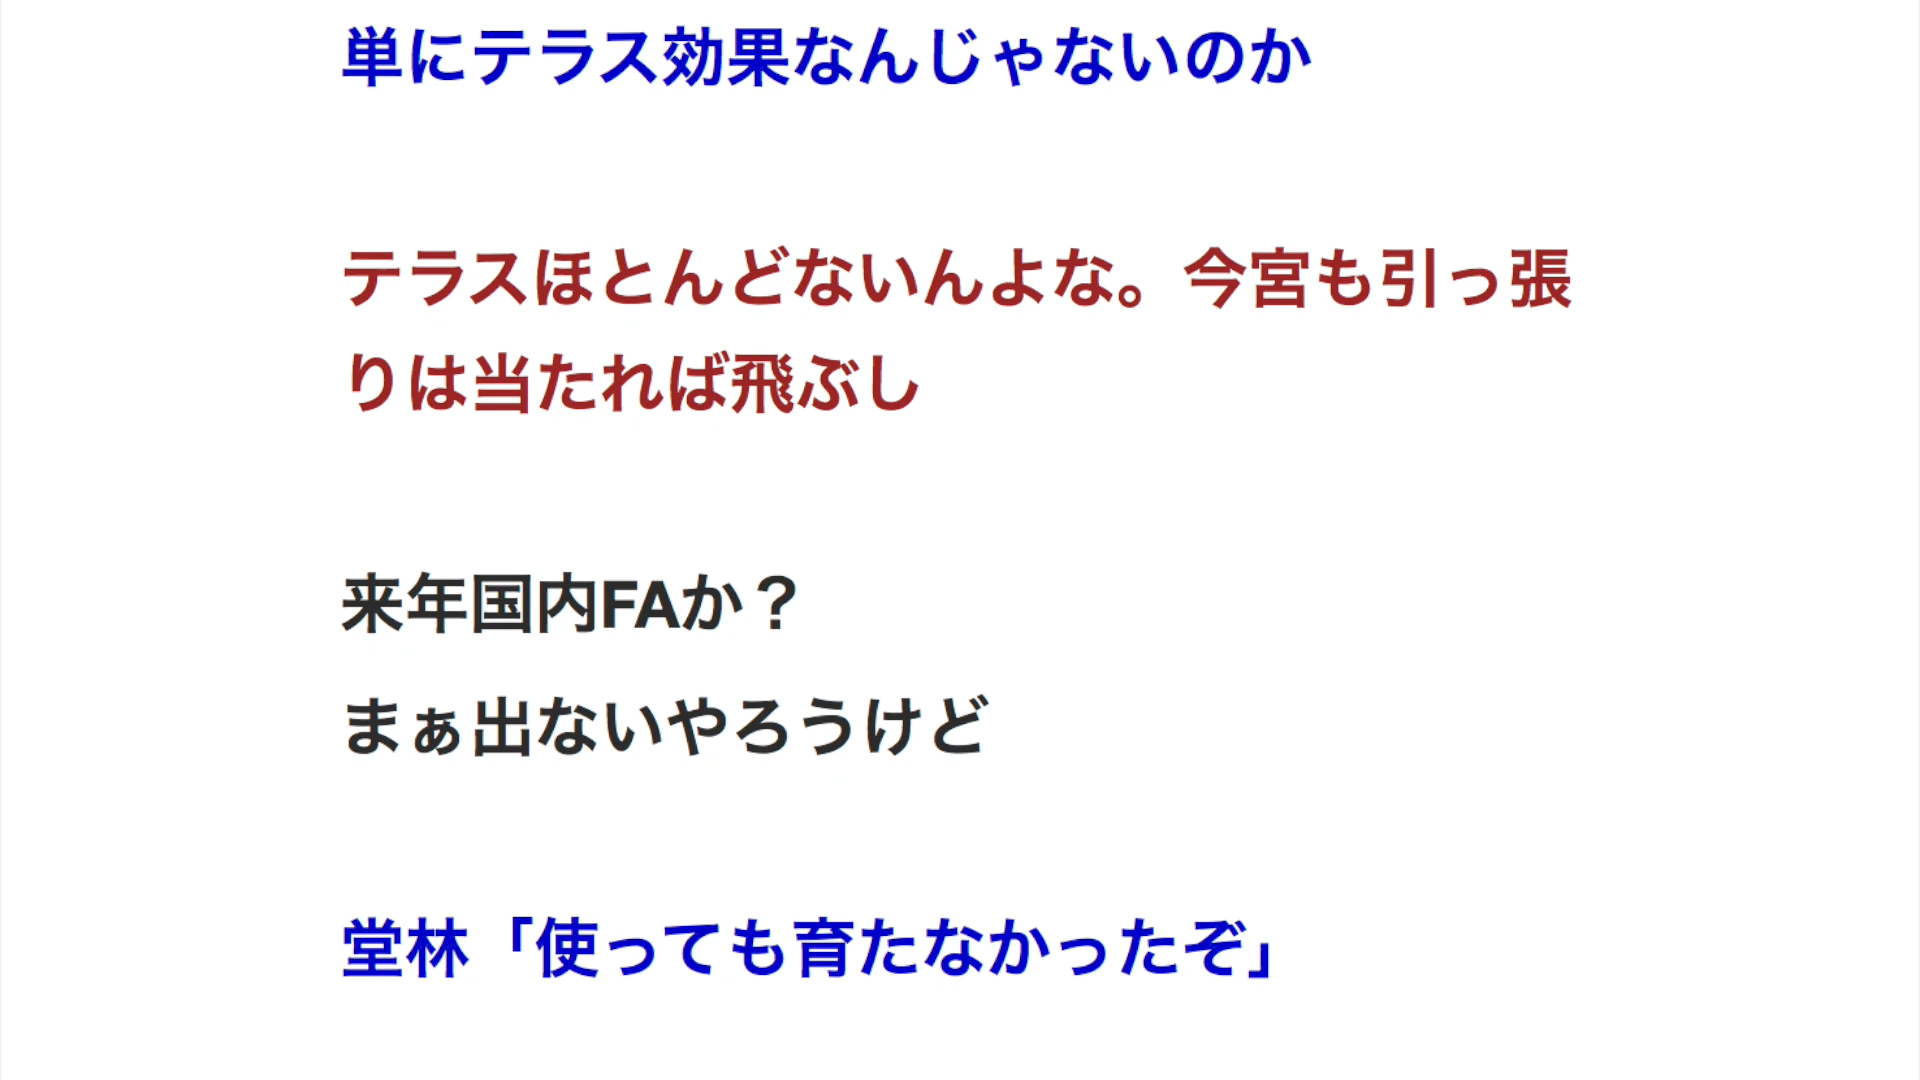 単にテラス効果なんじゃないのか
テラスほとんどないんよな。今宮も引っ張
りは当たれば飛ぶし
来年国内FAか？
まぁ出ないやろうけど
堂林「使っても育たなかったぞ」